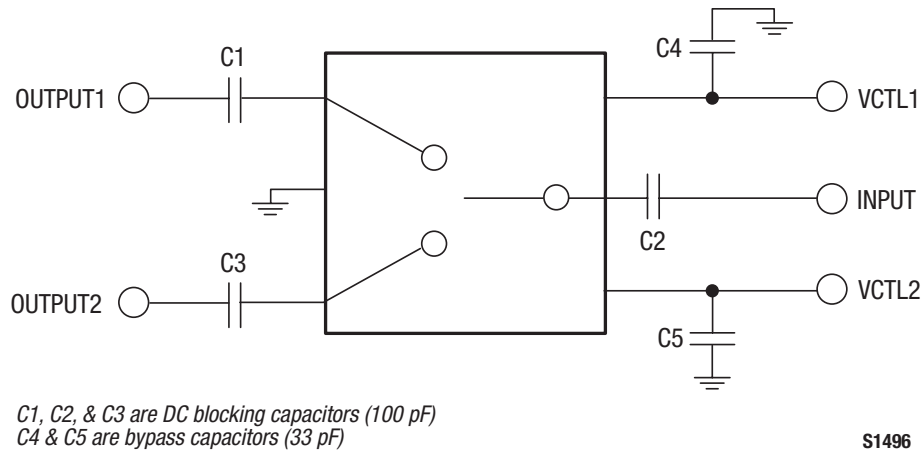 C4
C1
OUTPUT1
VCTL1
INPUT
C2
C3
OUTPUT2
VCTL2
C5
C1, C2, & C3 are DC blocking capacitors (100 pF)
C4 & C5 are bypass capacitors (33 pF)
S1496